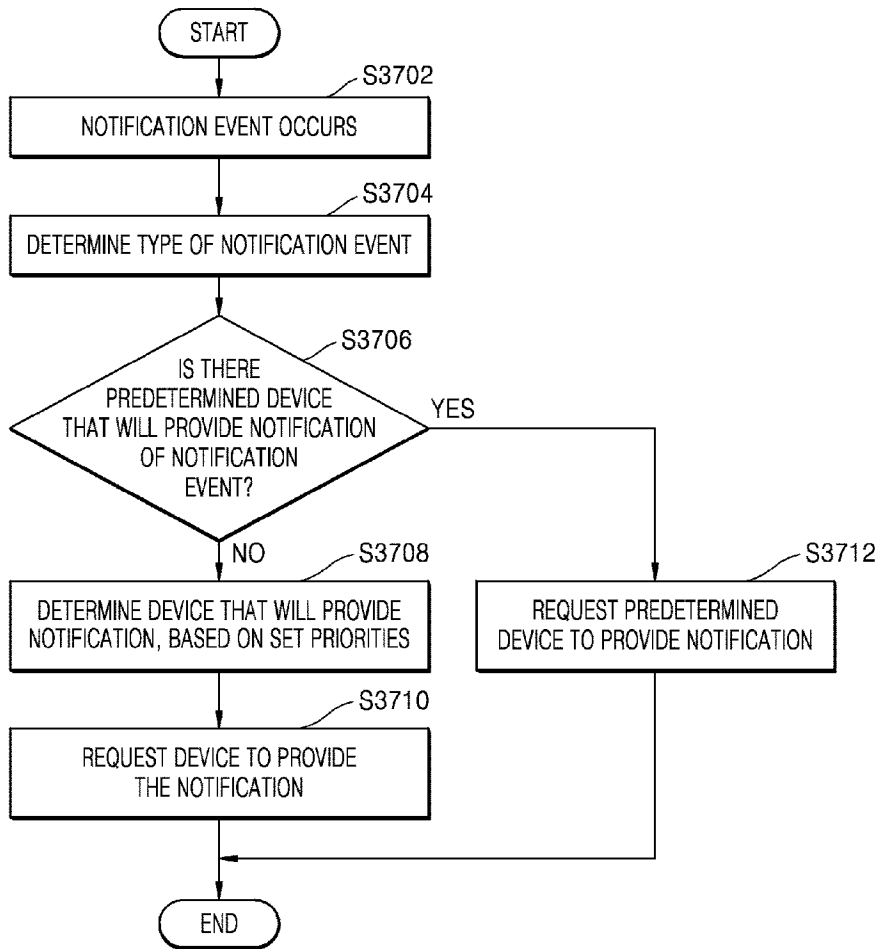 START
S3702
NOTIFICATION EVENT OCCURS
S3704
DETERMINE TYPE OF NOTIFICATION EVENT
S3706
IS THERE
PREDETERMINED DEVICE
THAT WILL PROVIDE NOTIFICATION
OF NOTIFICATION
EVENT?
YES
NO
S3708
DETERMINE DEVICE THAT WILL PROVIDE
NOTIFICATION, BASED ON SET PRIORITIES
S3712
REQUEST PREDETERMINED
DEVICE TO PROVIDE NOTIFICATION
S3710
REQUEST DEVICE TO PROVIDE
THE NOTIFICATION
END